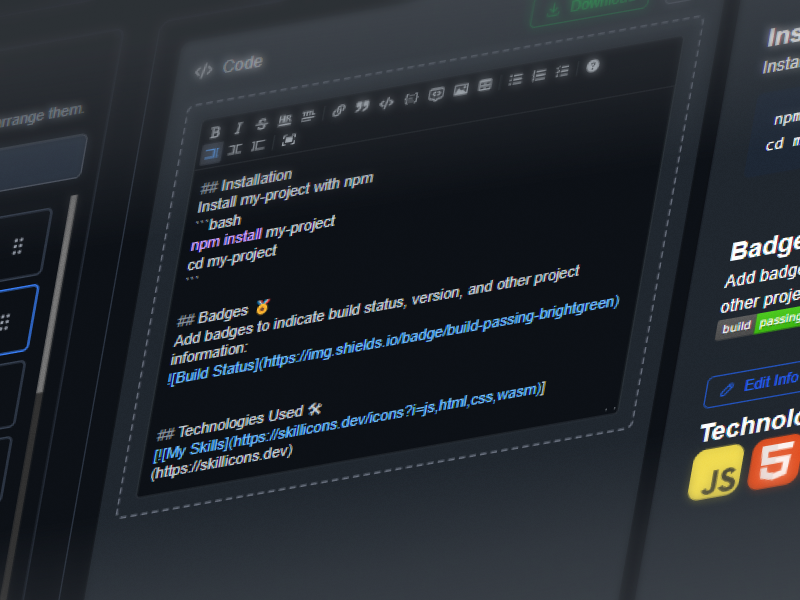 Download
</> Code
rrange them.
B I S HR
## Installation
Install my-project with npm
```bash
npm install my-project
cd my-project
```
## Badges 🏅
Add badges to indicate build status, version, and other project
information:
![Build Status](https://img.shields.io/badge/build-passing-brightgreen)
## Technologies Used 🛠
[![My Skills](https://skillicons.dev/icons?i=js,html,css,wasm)]
(https://skillicons.dev)
Ins
Insta
npm
cd m
Badge
Add badg
other proje
build passing
Edit Info
Technolo
JS 5